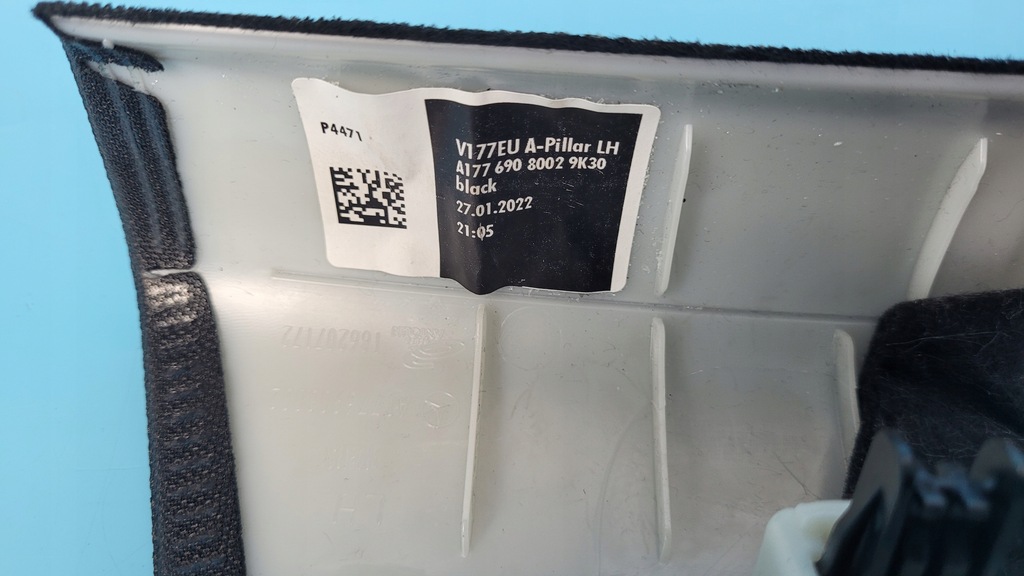 P4471
V177EU A-Pillar LH
A177 690 8002 9K30
black
27.01.2022
21:05